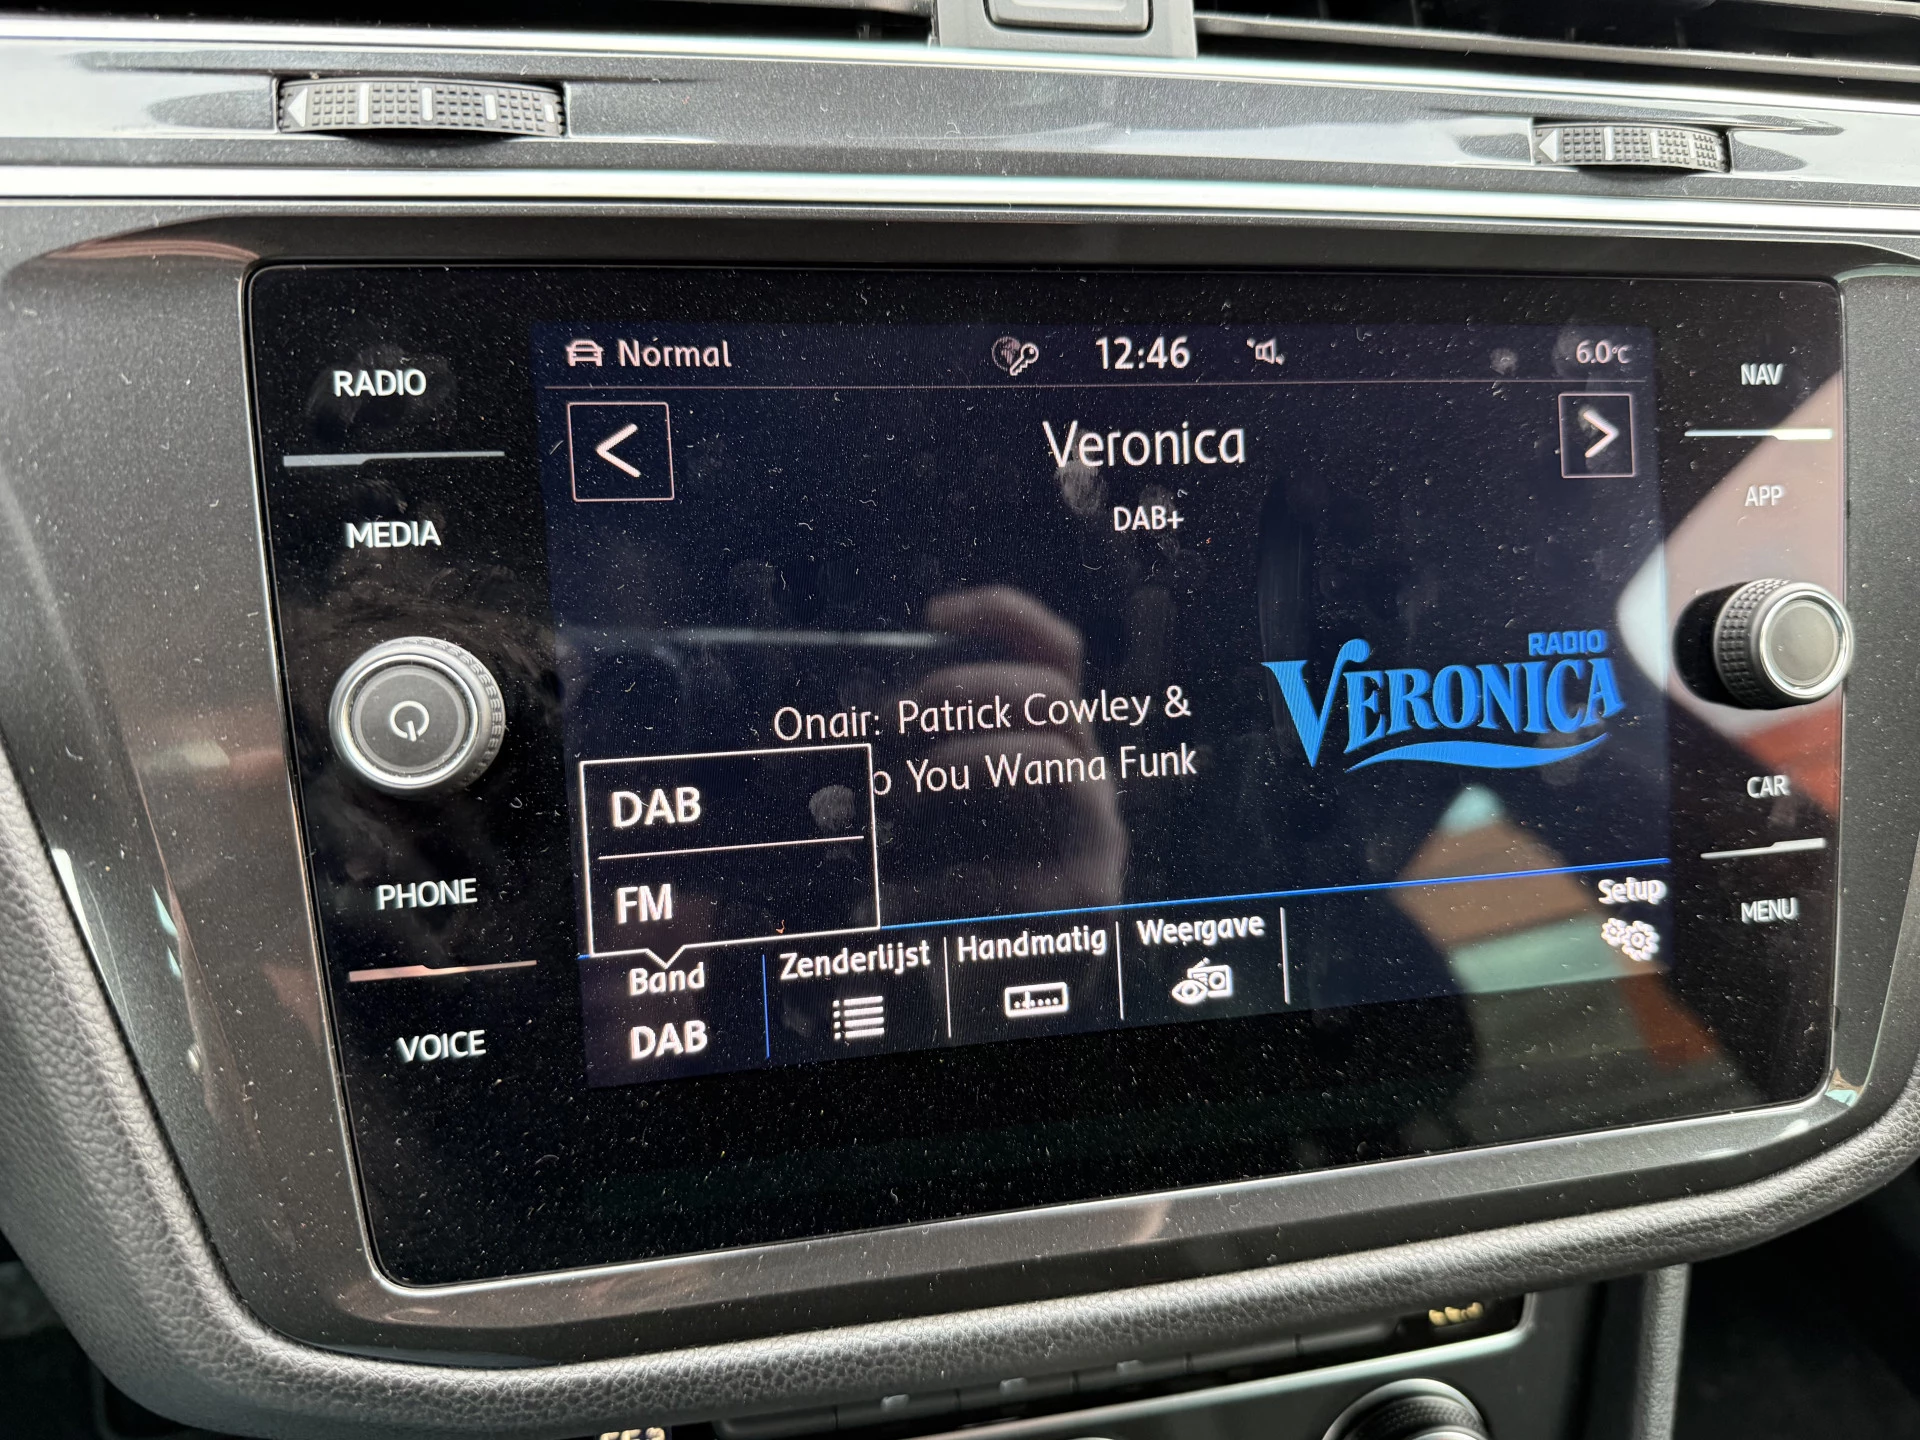 RADIO
MEDIA
PHONE
VOICE
Normal
12:46
6.0°C
Veronica
DAB+
Onair: Patrick Cowley &
o You Wanna Funk
RADIO
VERONICA
DAB
FM
Band
DAB
Zenderlijst
Handmatig
Weergave
Setup
NAV
APP
CAR
MENU